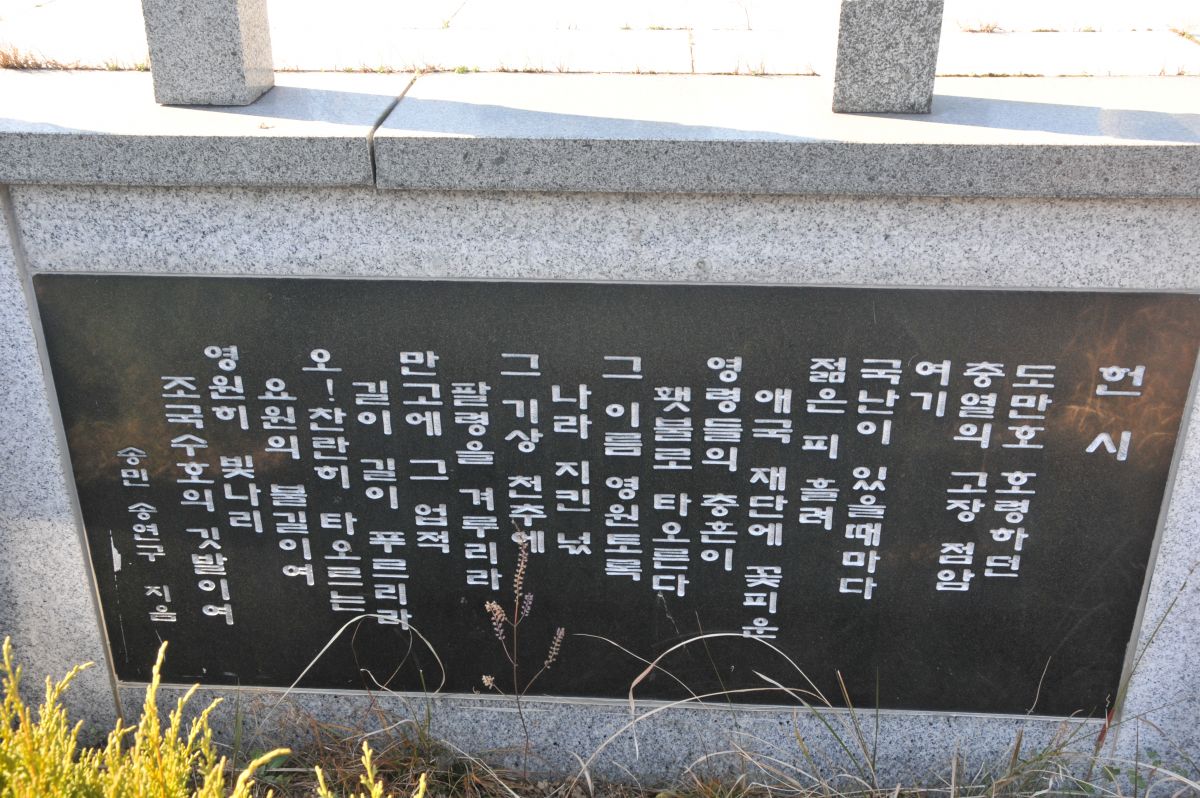 헌시
도만호 호령하던
충열의 고장 점암
여기
국난이 있을때마다
젊은 피 흘려
애국 재단에 꽃피운
영령들의 충혼이
횃불로 타오른다
그 이름 영원토록
나라 지킨 넋
그 기상 천추에
팔령을 겨루리라
만고에 그 업적
길이 길이 푸르리라
오!찬란히 타오르는
요원의 불길이여
영원히 빛나리
조국수호의 깃발이여
송민 송연구 지음